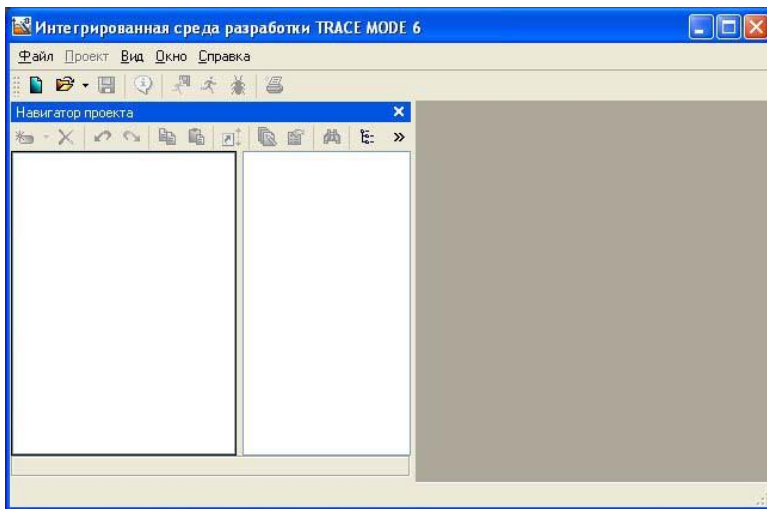 Интегрированная среда разработки TRACE MODE 6
Файл Проект Вид Окно Справка
Навигатор проекта